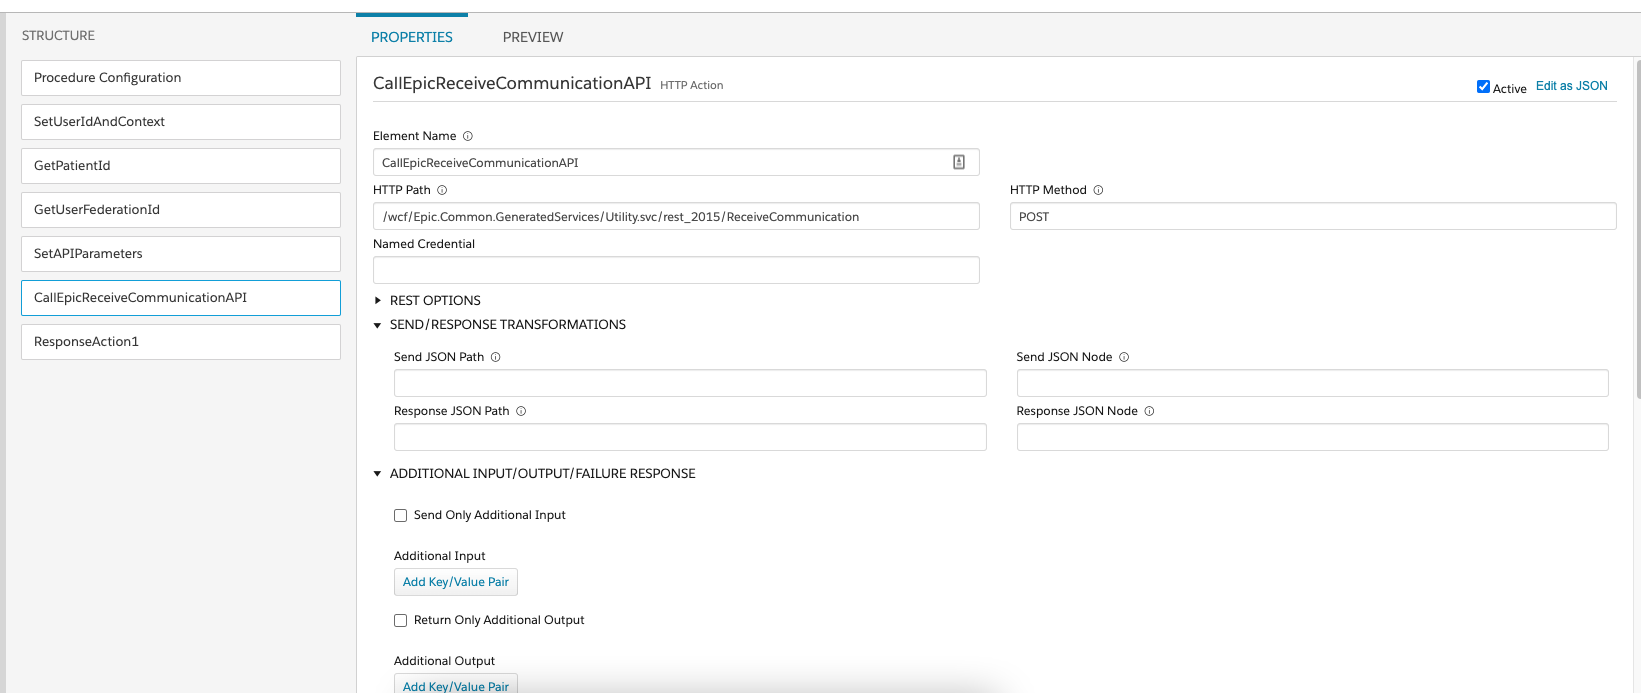 STRUCTURE
Procedure Configuration
SetUserIdAndContext
GetPatientId
GetUserFederationId
SetAPIParameters
CallEpicReceiveCommunicationAPI
ResponseAction1
PROPERTIES PREVIEW
CallEpicReceiveCommunicationAPI HTTP Action
Active Edit as JSON
Element Name
CallEpicReceiveCommunicationAPI
HTTP Path HTTP Method
/wcf/Epic.Common.GeneratedServices/Utility.svc/rest_2015/ReceiveCommunication POST
Named Credential
REST OPTIONS
SEND/RESPONSE TRANSFORMATIONS
Send JSON Path Send JSON Node
Response JSON Path Response JSON Node
ADDITIONAL INPUT/OUTPUT/FAILURE RESPONSE
Send Only Additional Input
Additional Input
Add Key/Value Pair
Return Only Additional Output
Additional Output
Add Key/Value Pair